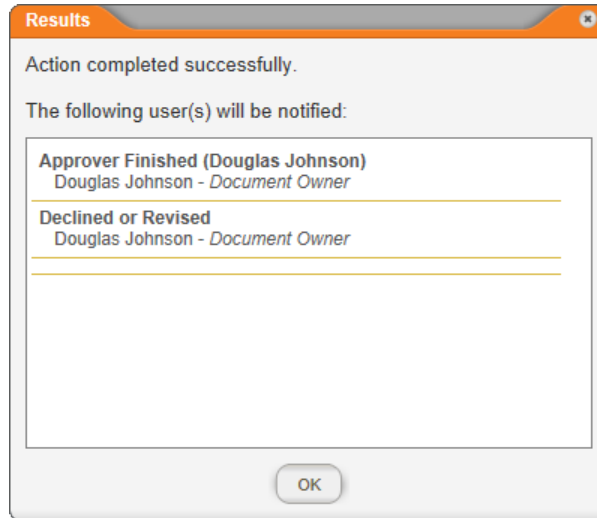 Results
Action completed successfully.
The following user(s) will be notified:
Approver Finished (Douglas Johnson)
Douglas Johnson - Document Owner
Declined or Revised
Douglas Johnson - Document Owner
OK